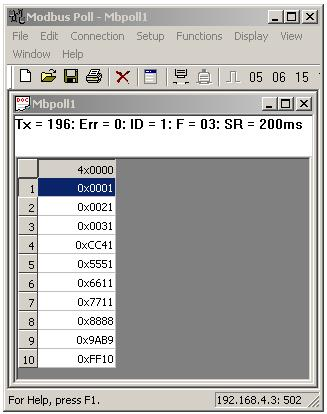 Modbus Poll - Mbpoll1
File Edit Connection Setup Functions Display View
Window Help
05 06 15
Mbpoll1
Tx = 196: Err = 0: ID = 1: F = 03: SR = 200ms
4x0000
1 0x0001
2 0x0021
3 0x0031
4 0xCC41
5 0x5551
6 0x6611
7 0x7711
8 0x8888
9 0x9AB9
10 0xFF10
For Help, press F1. 192.168.4.3: 502